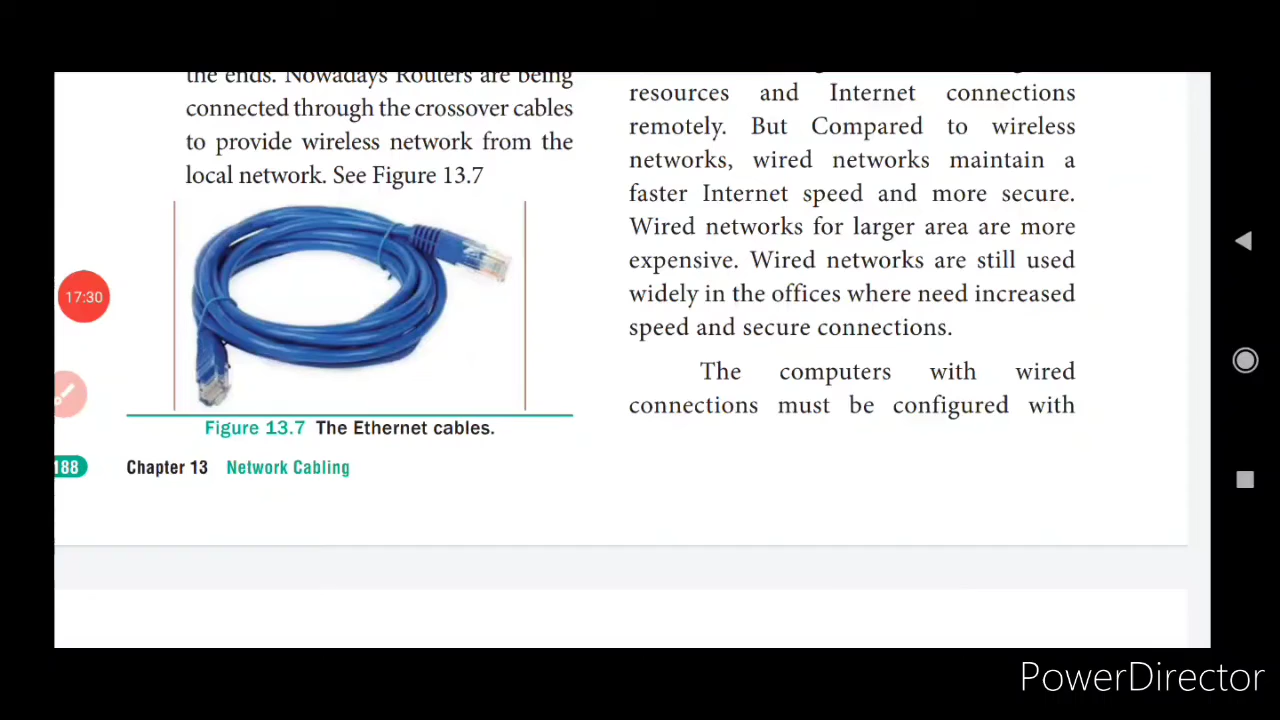 the ends. Nowadays Routers are being
connected through the crossover cables
to provide wireless network from the
local network. See Figure 13.7
17:30
Figure 13.7 The Ethernet cables.
188 Chapter 13 Network Cabling
resources and Internet connections
remotely. But Compared to wireless
networks, wired networks maintain a
faster Internet speed and more secure.
Wired networks for larger area are more
expensive. Wired networks are still used
widely in the offices where need increased
speed and secure connections.
The computers with wired
connections must be configured with
PowerDirector